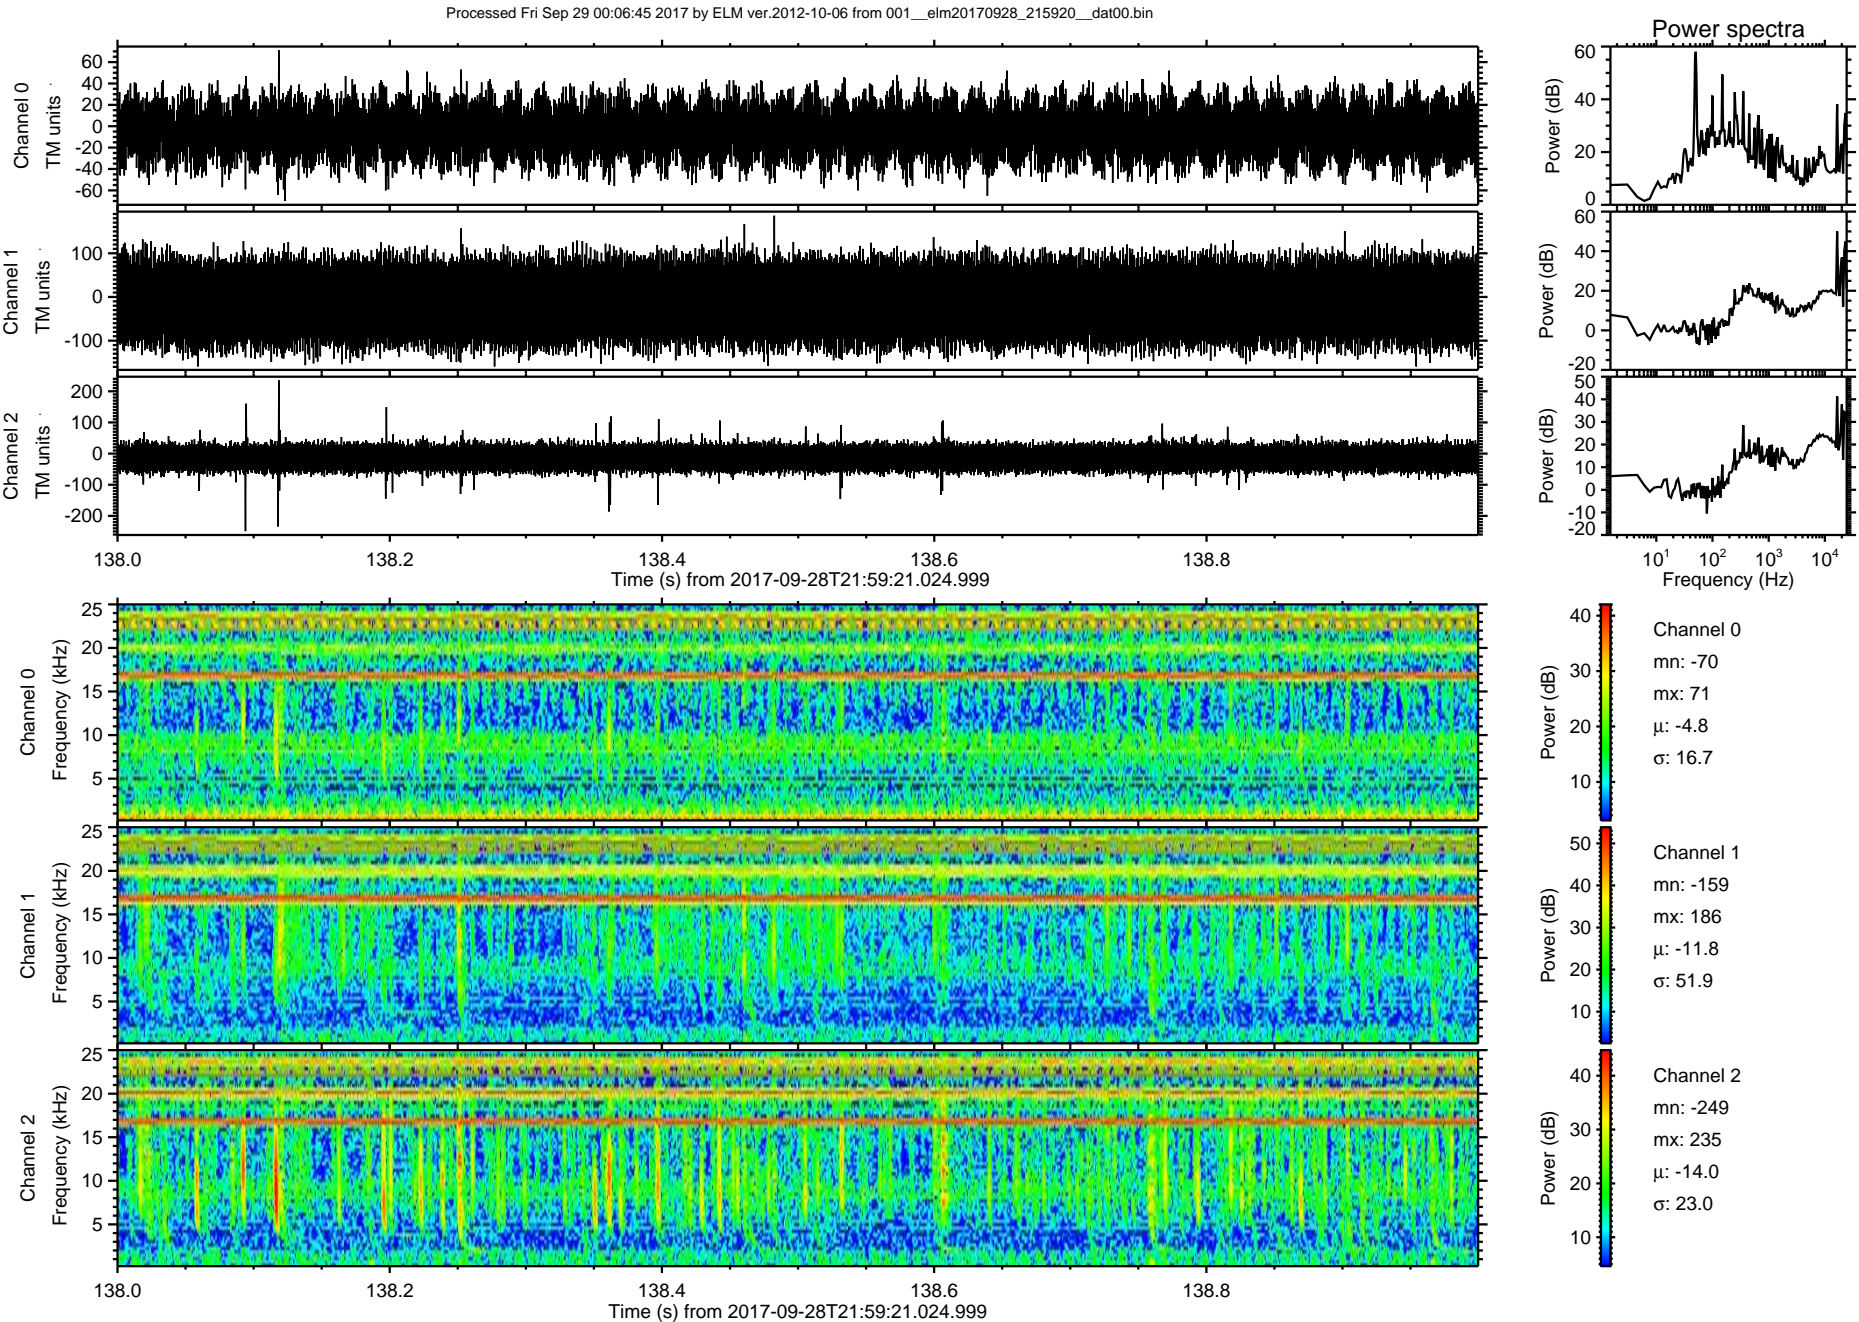 Processed Fri Sep 29 00:06:45 2017 by ELM ver.2012-10-06 from 001__elm20170928_215920__dat00.bin
Power spectra
Channel 0
TM units
60
40
20
0
-20
-40
-60
Power (dB)
60
40
20
0
Channel 1
TM units
100
0
-100
Power (dB)
60
40
20
0
-20
Channel 2
TM units
200
100
0
-100
-200
Power (dB)
50
40
30
20
10
0
-10
-20
138.0 138.2 138.4 138.6 138.8
Time (s) from 2017-09-28T21:59:21.024.999
10^1 10^2 10^3 10^4
Frequency (Hz)
Channel 0
Frequency (kHz)
25
20
15
10
5
Power (dB)
40
30
20
10
Channel 0
mn: -70
mx: 71
μ: -4.8
σ: 16.7
Channel 1
Frequency (kHz)
25
20
15
10
5
Power (dB)
50
40
30
20
10
Channel 1
mn: -159
mx: 186
μ: -11.8
σ: 51.9
Channel 2
Frequency (kHz)
25
20
15
10
5
Power (dB)
40
30
20
10
Channel 2
mn: -249
mx: 235
μ: -14.0
σ: 23.0
138.0 138.2 138.4 138.6 138.8
Time (s) from 2017-09-28T21:59:21.024.999